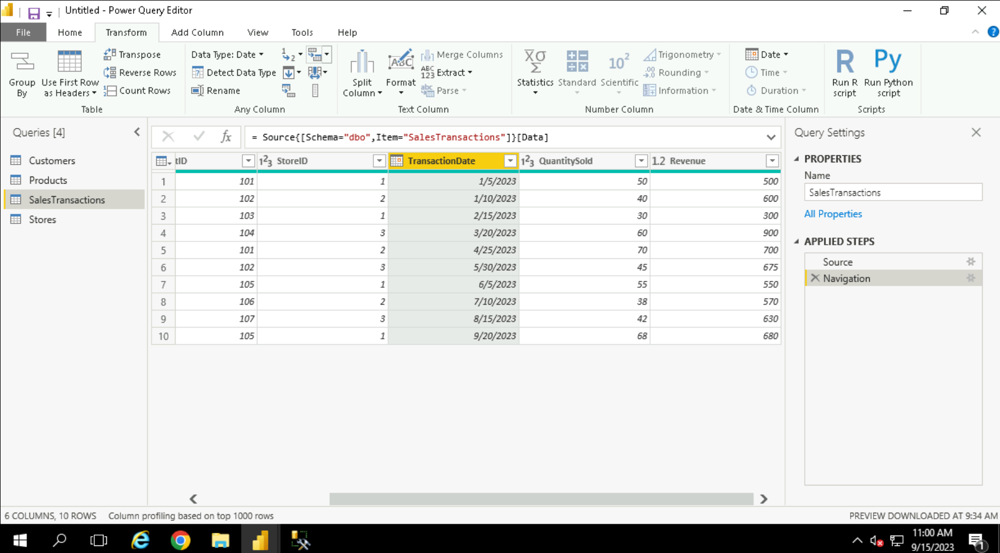 Untitled - Power Query Editor
File Home Transform Add Column View Tools Help
Group By
Use First Row as Headers
Transpose
Reverse Rows
Count Rows
Table
Data Type: Date
Detect Data Type
Rename
Any Column
Split Column
Format
Merge Columns
Extract
Parse
Text Column
Statistics
Standard
Scientific
Trigonometry
Rounding
Information
Number Column
Date
Time
Duration
Date & Time Column
R
Run R script
Py
Run Python script
Scripts
Queries [4]
Customers
Products
SalesTransactions
Stores
fx
= Source{[Schema="dbo",Item="SalesTransactions"]}[Data]
tID 1²3 StoreID TransactionDate 1²3 QuantitySold 1.2 Revenue
1 101 1 1/5/2023 50 500
2 102 2 1/10/2023 40 600
3 103 1 2/15/2023 30 300
4 104 3 3/20/2023 60 900
5 101 2 4/25/2023 70 700
6 102 3 5/30/2023 45 675
7 105 1 6/5/2023 55 550
8 106 2 7/10/2023 38 570
9 107 3 8/15/2023 42 630
10 105 1 9/20/2023 68 680
Query Settings
PROPERTIES
Name
SalesTransactions
All Properties
APPLIED STEPS
Source
Navigation
6 COLUMNS, 10 ROWS Column profiling based on top 1000 rows
PREVIEW DOWNLOADED AT 9:34 AM
11:00 AM
9/15/2023
1